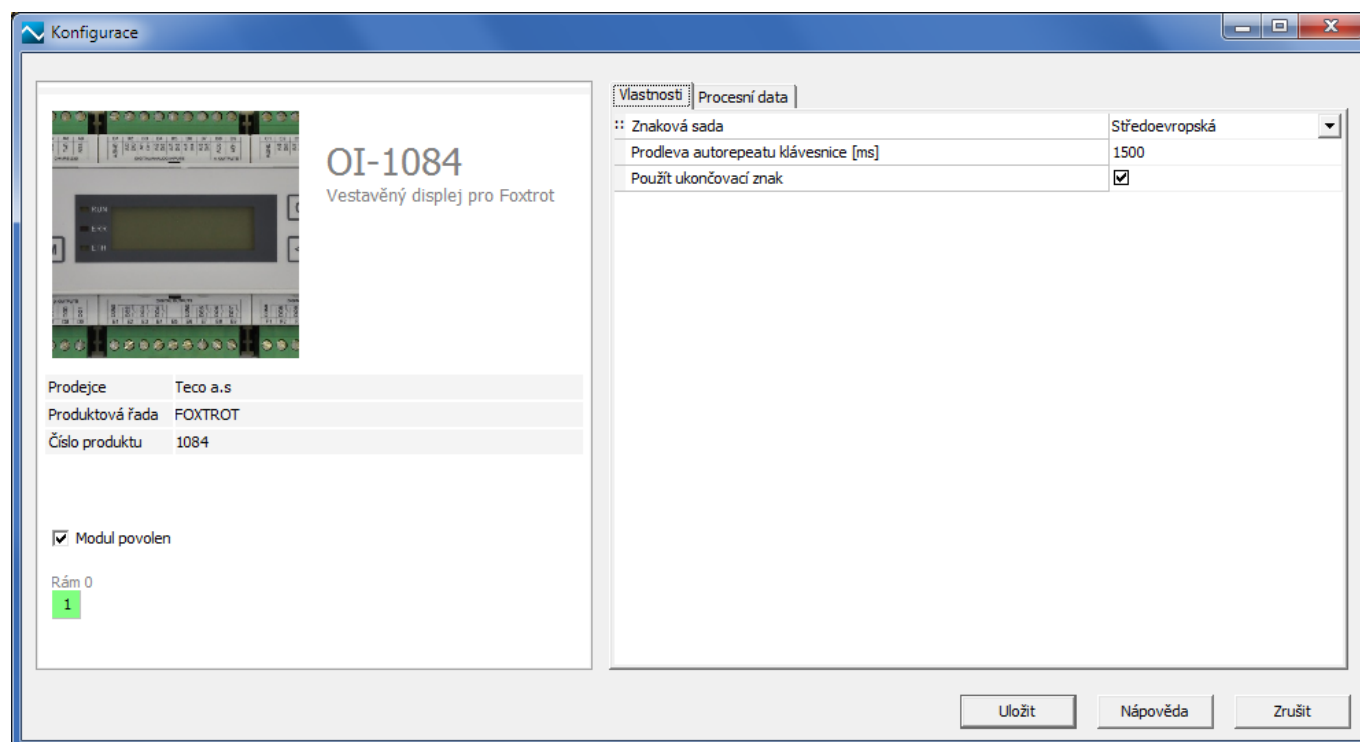 Konfigurace
OI-1084
Vestavěný displej pro Foxtrot
RUN
ERR
ETH
Prodejce Teco a.s
Produktová řada FOXTROT
Číslo produktu 1084
Modul povolen
Rám 0
1
Vlastnosti Procesní data
Znaková sada Středoevropská
Prodleva autorepeatu klávesnice [ms] 1500
Použít ukončovací znak
Uložit Nápověda Zrušit